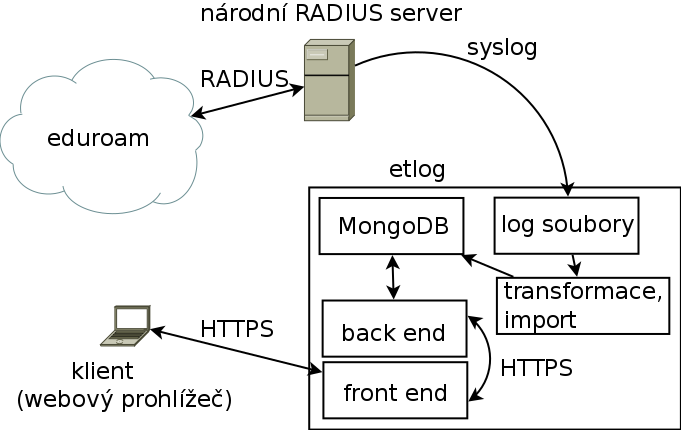 národní RADIUS server
syslog
RADIUS
eduroam
etlog
MongoDB
log soubory
transformace,
import
HTTPS
back end
klient
(webový prohlížeč)
front end
HTTPS